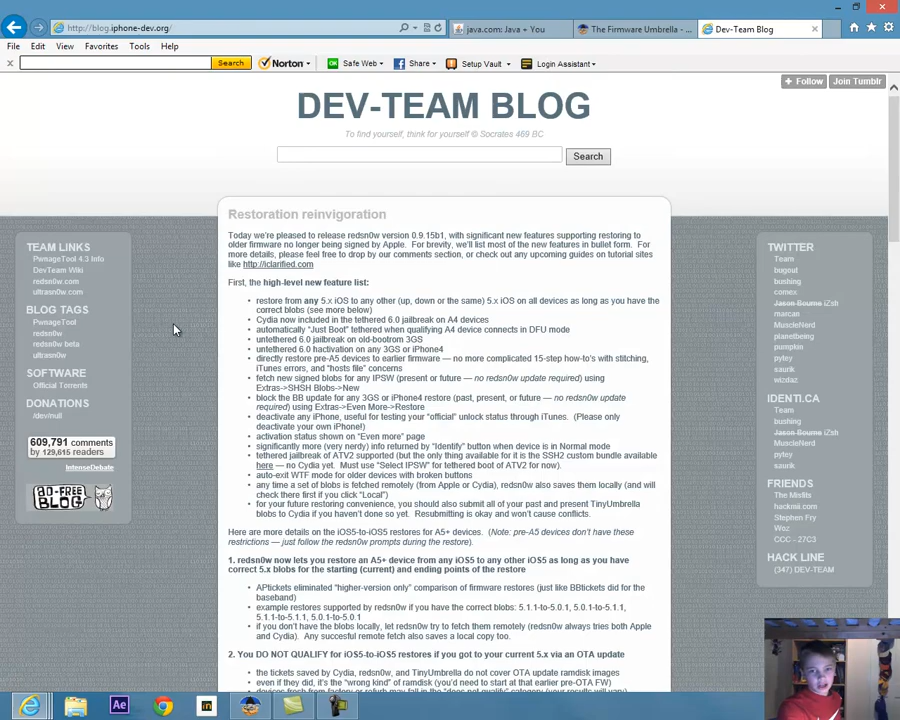 http://blog.iphone-dev.org/
java.com: Java + You
The Firmware Umbrella - ...
Dev-Team Blog
File Edit View Favorites Tools Help
Search
Norton
Safe Web
Share
Setup Vault
Login Assistant
+ Follow
Join Tumblr
DEV-TEAM BLOG
To find yourself, think for yourself © Socrates 469 BC
Search
Restoration reinvigoration
Today we're pleased to release redsn0w version 0.9.15b1, with significant new features supporting restoring to
older firmware no longer being signed by Apple. For brevity, we'll list most of the new features in bullet form. For
more details, please feel free to drop by our comments section, or check out any upcoming guides on tutorial sites
like http://iclarified.com
First, the high-level new feature list:
restore from any 5.x iOS to any other (up, down or the same) 5.x iOS on all devices as long as you have the
correct blobs (see more below)
Cydia now included in the tethered 6.0 jailbreak on A4 devices
automatically "Just Boot" tethered when qualifying A4 device connects in DFU mode
untethered 6.0 jailbreak on old-bootrom 3GS
untethered 6.0 hacktivation on any 3GS or iPhone4
directly restore pre-A5 devices to earlier firmware — no more complicated 15-step how-to's with stitching,
iTunes errors, and "hosts file" concerns
fetch new signed blobs for any IPSW (present or future - no redsn0w update required) using
Extras->SHSH Blobs->New
block the BB update for any 3GS or iPhone4 restore (past, present, or future — no redsn0w update
required) using Extras->Even More->Restore
deactivate any iPhone, useful for testing your "official" unlock status through iTunes. (Please only
deactivate your own iPhone!)
activation status shown on "Even more" page
significantly more (very nerdy) info returned by "Identify" button when device is in Normal mode
tethered jailbreak of ATV2 supported (but the only thing available for it is the SSH2 custom bundle available
here — no Cydia yet. Must use "Select IPSW" for tethered boot of ATV2 for now).
auto-exit WTF mode for older devices with broken buttons
any time a set of blobs is fetched remotely (from Apple or Cydia), redsn0w also saves them locally (and will
check there first if you click "Local")
for your future restoring convenience, you should also submit all of your past and present TinyUmbrella
blobs to Cydia if you haven't done so yet. Resubmitting is okay and won't cause conflicts.
Here are more details on the iOS5-to-iOS5 restores for A5+ devices. (Note: pre-A5 devices don't have these
restrictions — just follow the redsn0w prompts during the restore).
1. redsn0w now lets you restore an A5+ device from any iOS5 to any other iOS5 as long as you have
correct 5.x blobs for the starting (current) and ending points of the restore
APtickets eliminated "higher-version only" comparison of firmware restores (just like BBtickets did for the
baseband)
example restores supported by redsn0w if you have the correct blobs: 5.1.1-to-5.0.1, 5.0.1-to-5.1.1,
5.1.1-to-5.1.1, 5.0.1-to-5.0.1
if you don't have the blobs locally, let redsn0w try to fetch them remotely (redsn0w always tries both Apple
and Cydia). Any succesful remote fetch also saves a local copy too.
2. You DO NOT QUALIFY for iOS5-to-iOS5 restores if you got to your current 5.x via an OTA update
the tickets saved by Cydia, redsn0w, and TinyUmbrella do not cover OTA update ramdisk images
even if they did, it's the "wrong kind" of ramdisk (you'd need to start at that earlier pre-OTA FW)
TEAM LINKS
PwnageTool 4.3 Info
DevTeam Wiki
redsn0w.com
ultrasn0w.com
BLOG TAGS
PwnageTool
redsn0w
redsn0w beta
ultrasn0w
SOFTWARE
Official Torrents
DONATIONS
/dev/null
609,791 comments
by 129,615 readers
IntenseDebate
AD-FREE BLOG
TWITTER
Team
bugout
bushing
comex
Jason Bourne iZsh
marcan
MuscleNerd
planetbeing
pumpkin
pytey
saurik
wizdaz
IDENTI.CA
Team
bushing
Jason Bourne iZsh
MuscleNerd
pytey
saurik
FRIENDS
The Misfits
hackmii.com
Stephen Fry
Woz
CCC - 27C3
HACK LINE
(347) DEV-TEAM
Ae
in